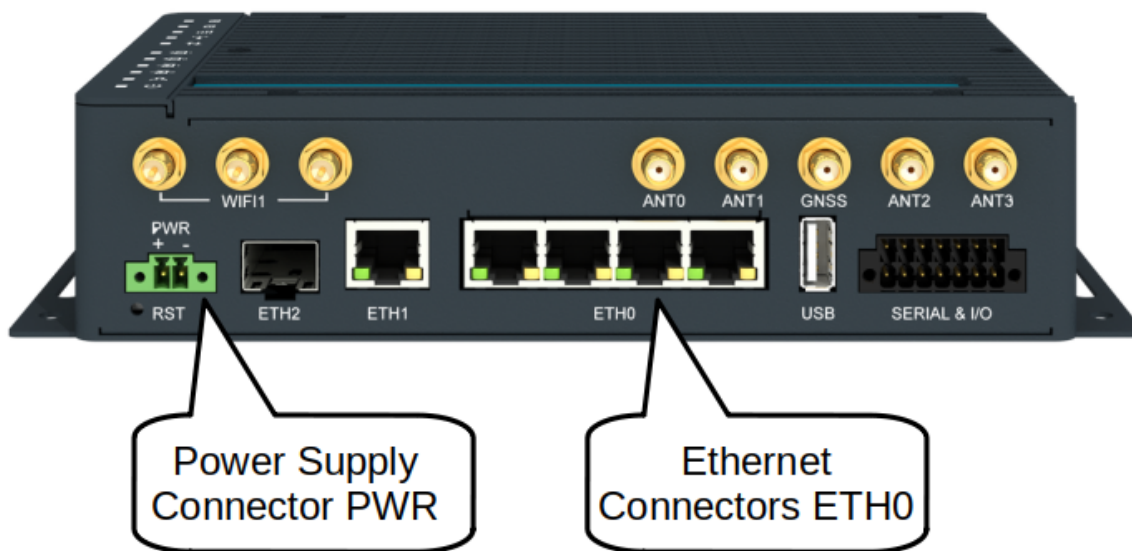 WIFI1
ANT0
ANT1
GNSS
ANT2
ANT3
PWR
+ -
RST
ETH2
ETH1
ETH0
USB
SERIAL & I/O
Power Supply
Connector PWR
Ethernet
Connectors ETH0